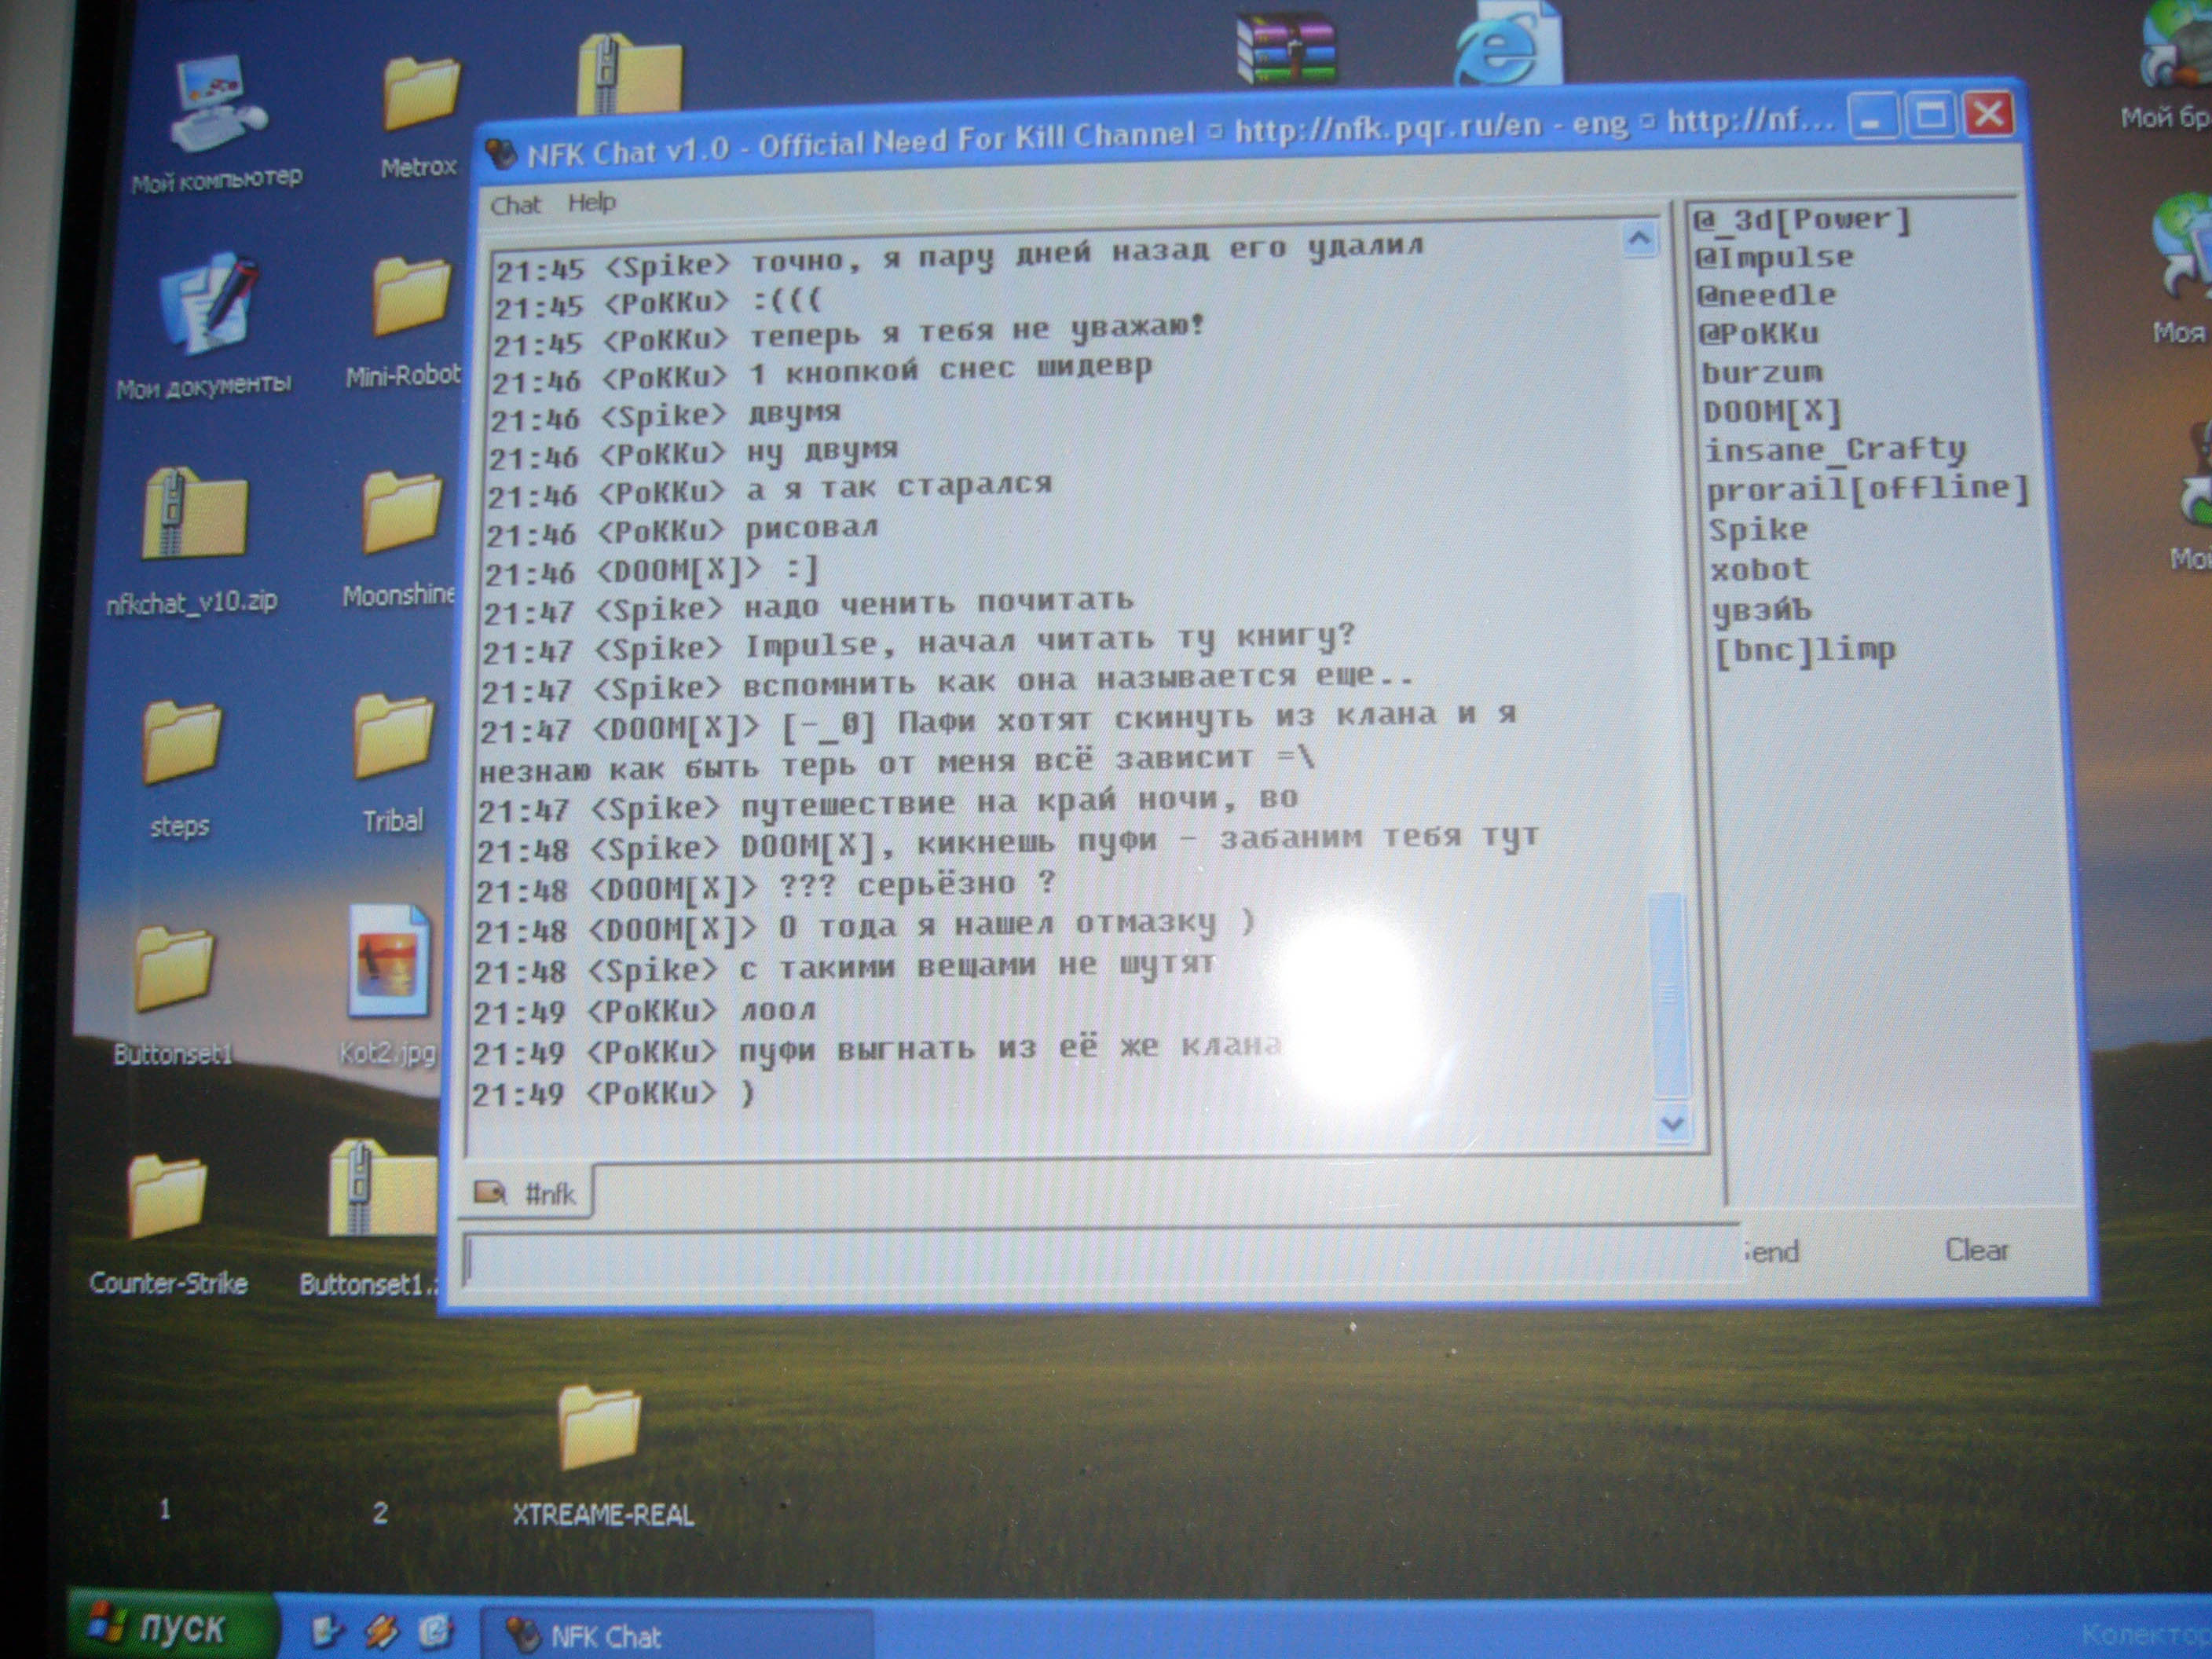 NFK Chat v1.0 - Official Need For Kill Channel ¤ http://nfk.pqr.ru/en - eng ¤ http://nf...
Chat Help
21:45 <Spike> точно, я пару дней назад его удалил
21:45 <PoKKu> :(((
21:45 <PoKKu> теперь я тебя не уважаю!
21:46 <PoKKu> 1 кнопкой снес шидевр
21:46 <Spike> двумя
21:46 <PoKKu> ну двумя
21:46 <PoKKu> а я так старался
21:46 <PoKKu> рисовал
21:46 <DOOM[X]> :]
21:47 <Spike> надо ченить почитать
21:47 <Spike> Impulse, начал читать ту книгу?
21:47 <Spike> вспомнить как она называется еще..
21:47 <DOOM[X]> [-_0] Пафи хотят скинуть из клана и я
незнаю как быть терь от меня всё зависит =\
21:47 <Spike> путешествие на край ночи, во
21:48 <Spike> DOOM[X], кикнешь пуфи - забаним тебя тут
21:48 <DOOM[X]> ??? серьёзно ?
21:48 <DOOM[X]> О тода я нашел отмазку )
21:48 <Spike> с такими вещами не шутят
21:49 <PoKKu> лоол
21:49 <PoKKu> пуфи выгнать из её же клана
21:49 <PoKKu> )
@_3d[Power]
@Impulse
@needle
@PoKKu
burzum
DOOM[X]
insane_Crafty
prorail[offline]
Spike
xobot
увэйЪ
[bnc]limp
#nfk
Send
Clear
Мой компьютер
Metrox
Мои документы
Mini-Robot
nfkchat_v10.zip
Moonshine
steps
Tribal
Buttonset1
Kot2.jpg
Counter-Strike
Buttonset1.
1
2
XTREAME-REAL
Мой бр
Моя
Мой
пуск
NFK Chat
Колектор